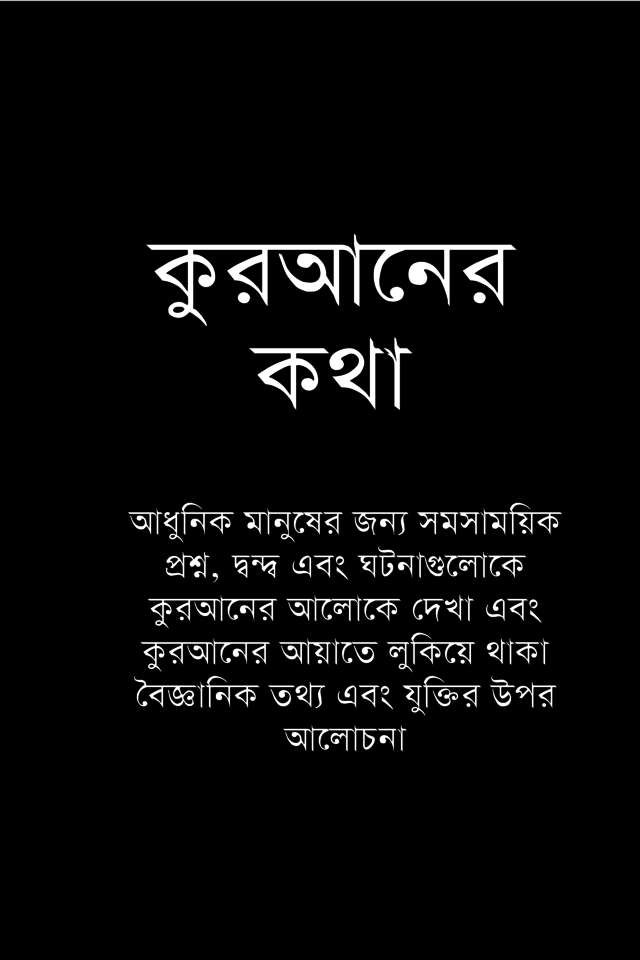 কুরআনের
কথা
আধুনিক মানুষের জন্য সমসাময়িক
প্রশ্ন, দ্বন্দ্ব এবং ঘটনাগুলোকে
কুরআনের আলোকে দেখা এবং
কুরআনের আয়াতে লুকিয়ে থাকা
বৈজ্ঞানিক তথ্য এবং যুক্তির উপর
আলোচনা